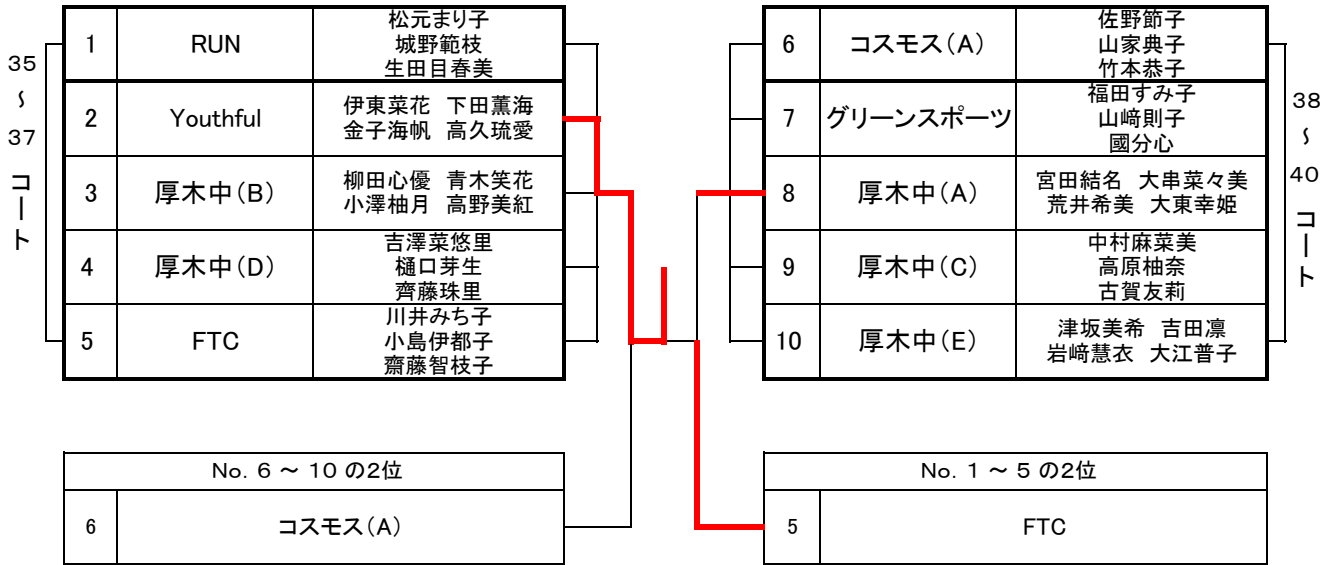 35
〜
37
コート
1
RUN
松元まり子
城野範枝
生田目春美
2
Youthful
伊東菜花 下田薫海
金子海帆 高久琉愛
3
厚木中（B）
柳田心優 青木笑花
小澤柚月 高野美紅
4
厚木中（D）
吉澤菜悠里
樋口芽生
齊藤珠里
5
FTC
川井みち子
小島伊都子
齋藤智枝子
6
コスモス（A）
佐野節子
山家典子
竹本恭子
7
グリーンスポーツ
福田すみ子
山﨑則子
國分心
8
厚木中（A）
宮田結名 大串菜々美
荒井希美 大東幸姫
9
厚木中（C）
中村麻菜美
高原柚奈
古賀友莉
10
厚木中（E）
津坂美希 吉田凛
岩﨑慧衣 大江普子
38
〜
40
コート
No. 6 〜 10 の2位
6
コスモス（A）
No. 1 〜 5 の2位
5
FTC